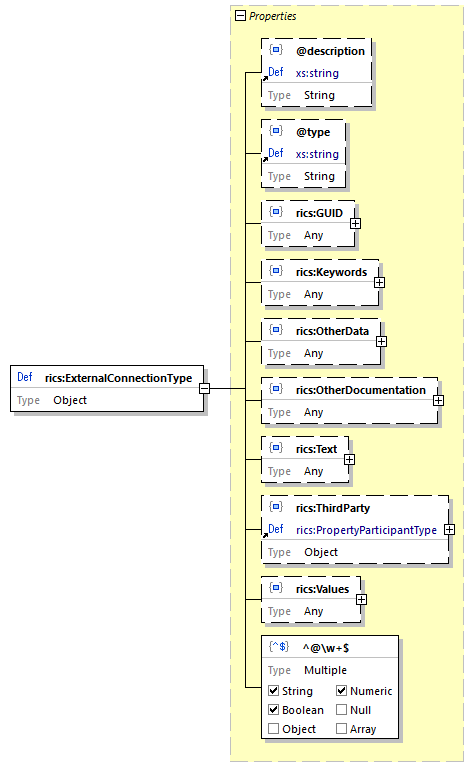 Properties
@description
Def xs:string
Type String
@type
Def xs:string
Type String
rics:GUID
Type Any
rics:Keywords
Type Any
rics:OtherData
Type Any
Def rics:ExternalConnectionType
Type Object
rics:OtherDocumentation
Type Any
rics:Text
Type Any
rics:ThirdParty
Def rics:PropertyParticipantType
Type Object
rics:Values
Type Any
{^$} ^@\w+$
Type Multiple
String Numeric
Boolean Null
Object Array